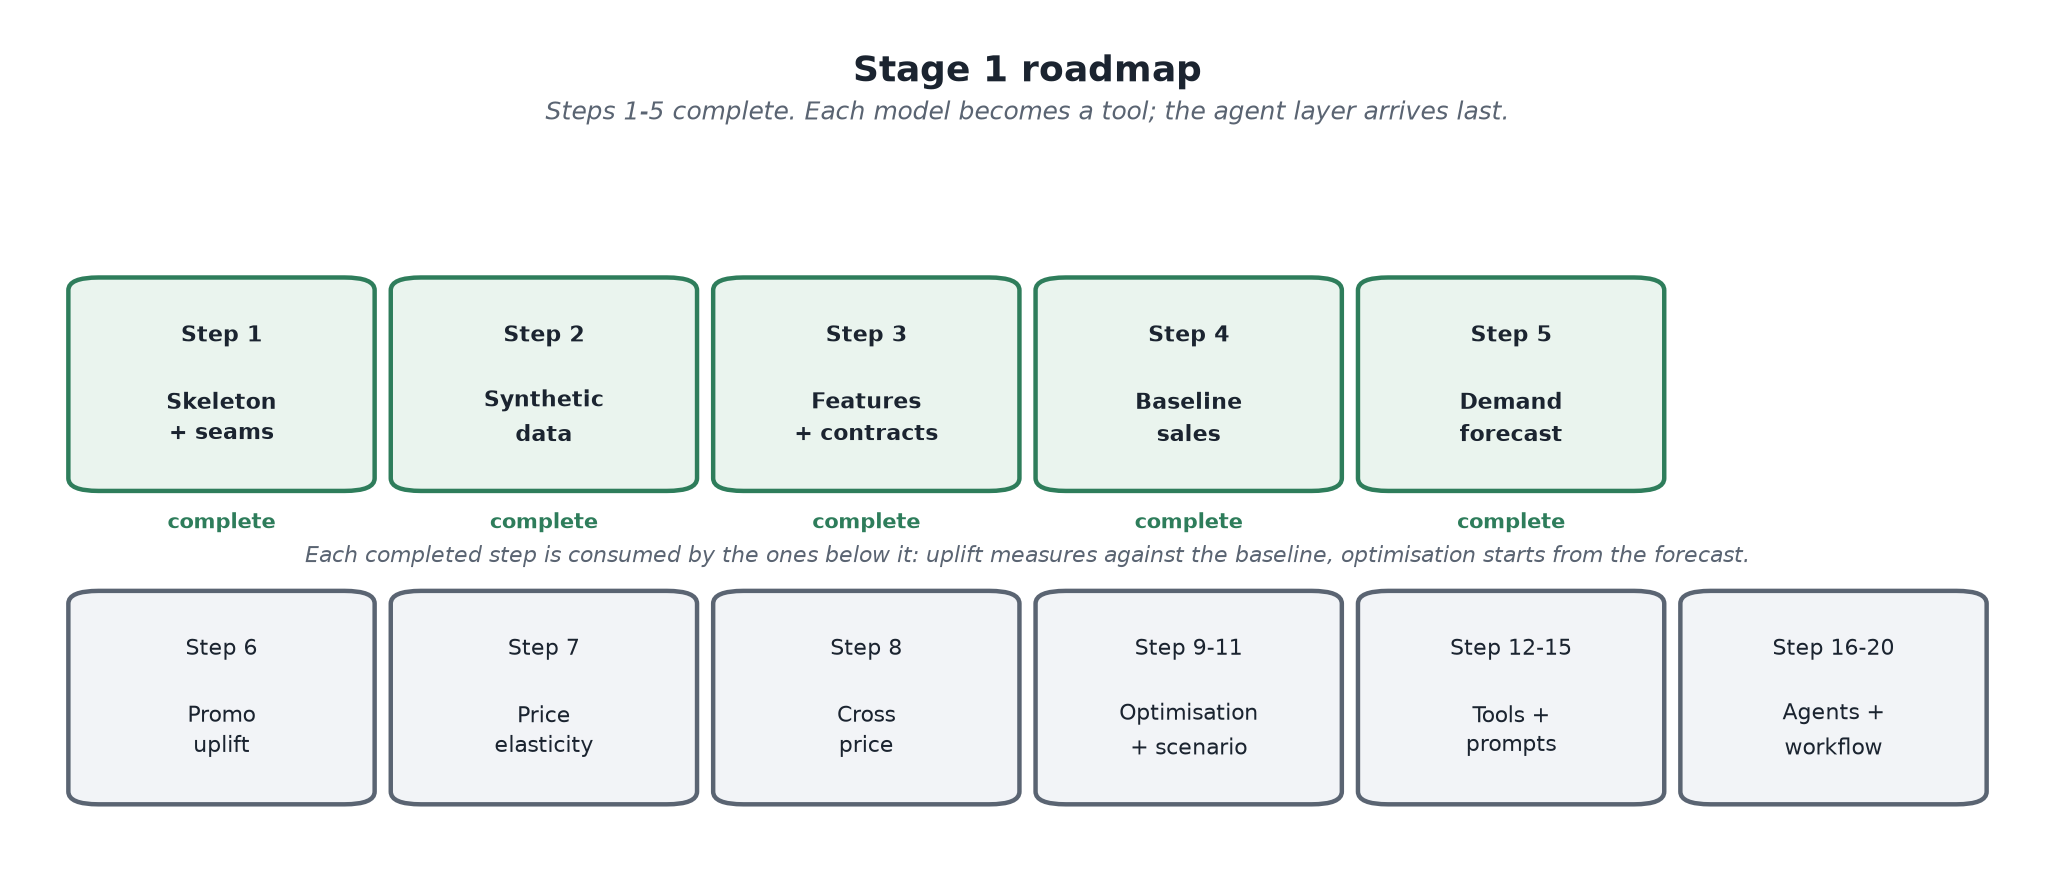 Stage 1 roadmap
Steps 1-5 complete. Each model becomes a tool; the agent layer arrives last.
Step 1
Skeleton
+ seams
complete
Step 2
Synthetic
data
complete
Step 3
Features
+ contracts
complete
Step 4
Baseline
sales
complete
Step 5
Demand
forecast
complete
Each completed step is consumed by the ones below it: uplift measures against the baseline, optimisation starts from the forecast.
Step 6
Promo
uplift
Step 7
Price
elasticity
Step 8
Cross
price
Step 9-11
Optimisation
+ scenario
Step 12-15
Tools +
prompts
Step 16-20
Agents +
workflow